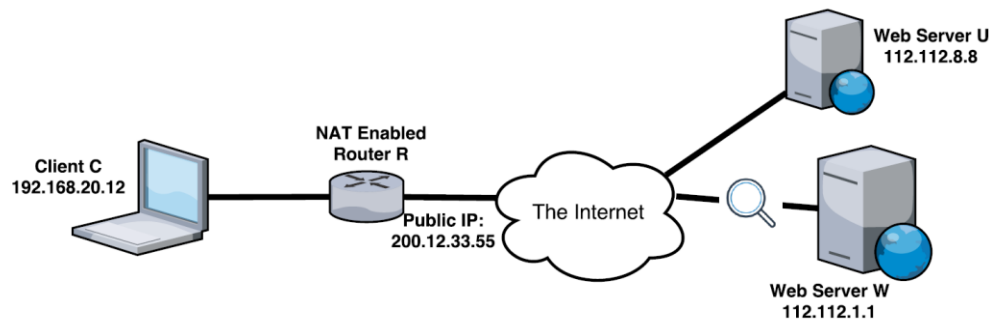 Web Server U
112.112.8.8
NAT Enabled
Router R
Client C
192.168.20.12
The Internet
Public IP:
200.12.33.55
Web Server W
112.112.1.1